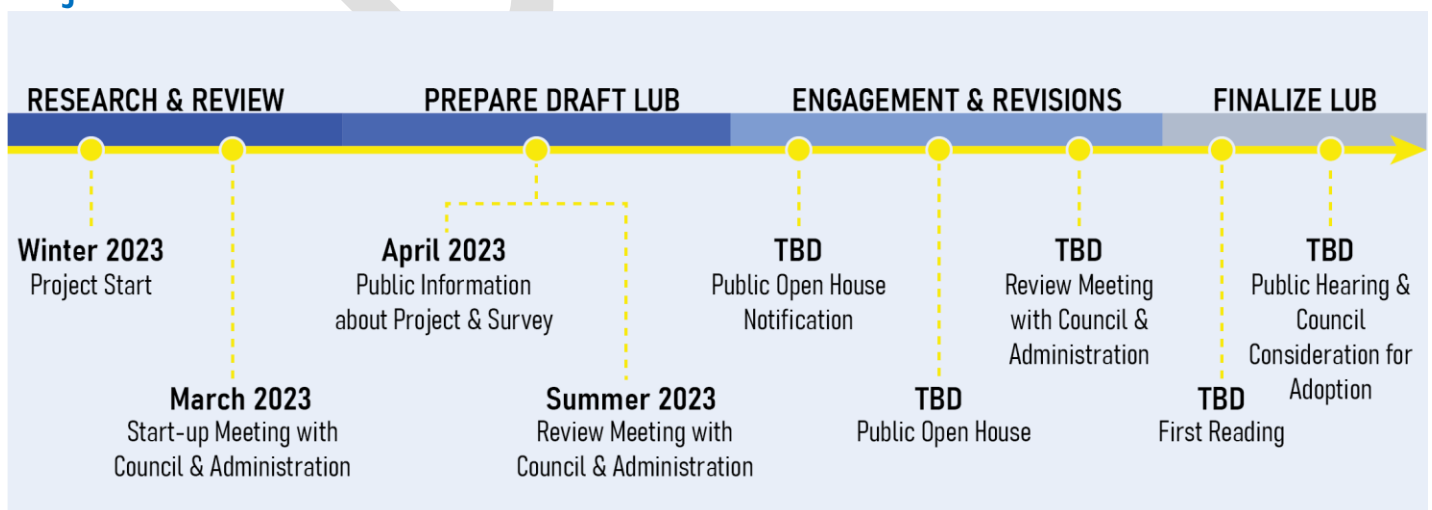 RESEARCH & REVIEW
PREPARE DRAFT LUB
ENGAGEMENT & REVISIONS
FINALIZE LUB
Winter 2023
Project Start
March 2023
Start-up Meeting with
Council & Administration
April 2023
Public Information
about Project & Survey
Summer 2023
Review Meeting with
Council & Administration
TBD
Public Open House
Notification
TBD
Public Open House
TBD
Review Meeting
with Council &
Administration
TBD
First Reading
TBD
Public Hearing &
Council
Consideration for
Adoption